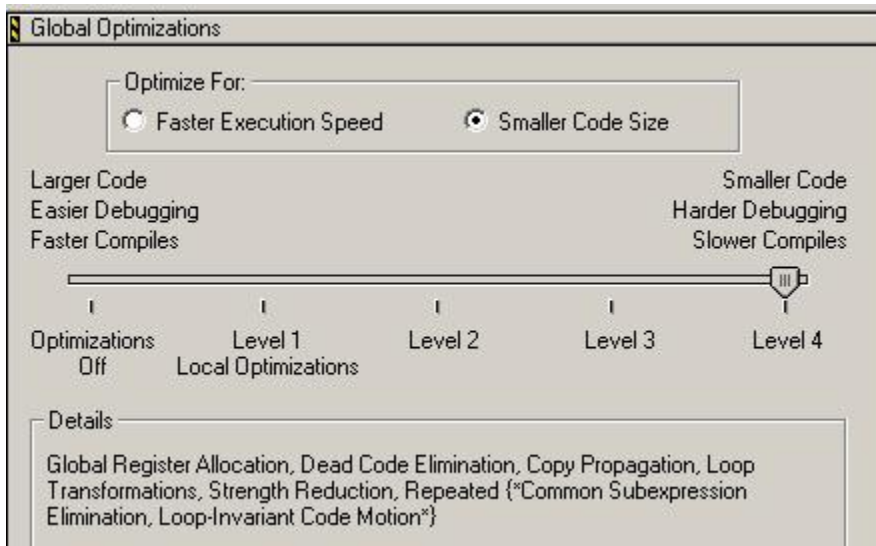 Global Optimizations
Optimize For:
Faster Execution Speed
Smaller Code Size
Larger Code
Easier Debugging
Faster Compiles
Smaller Code
Harder Debugging
Slower Compiles
Optimizations
Off
Level 1
Local Optimizations
Level 2
Level 3
Level 4
Details
Global Register Allocation, Dead Code Elimination, Copy Propagation, Loop
Transformations, Strength Reduction, Repeated {*Common Subexpression
Elimination, Loop-Invariant Code Motion*}